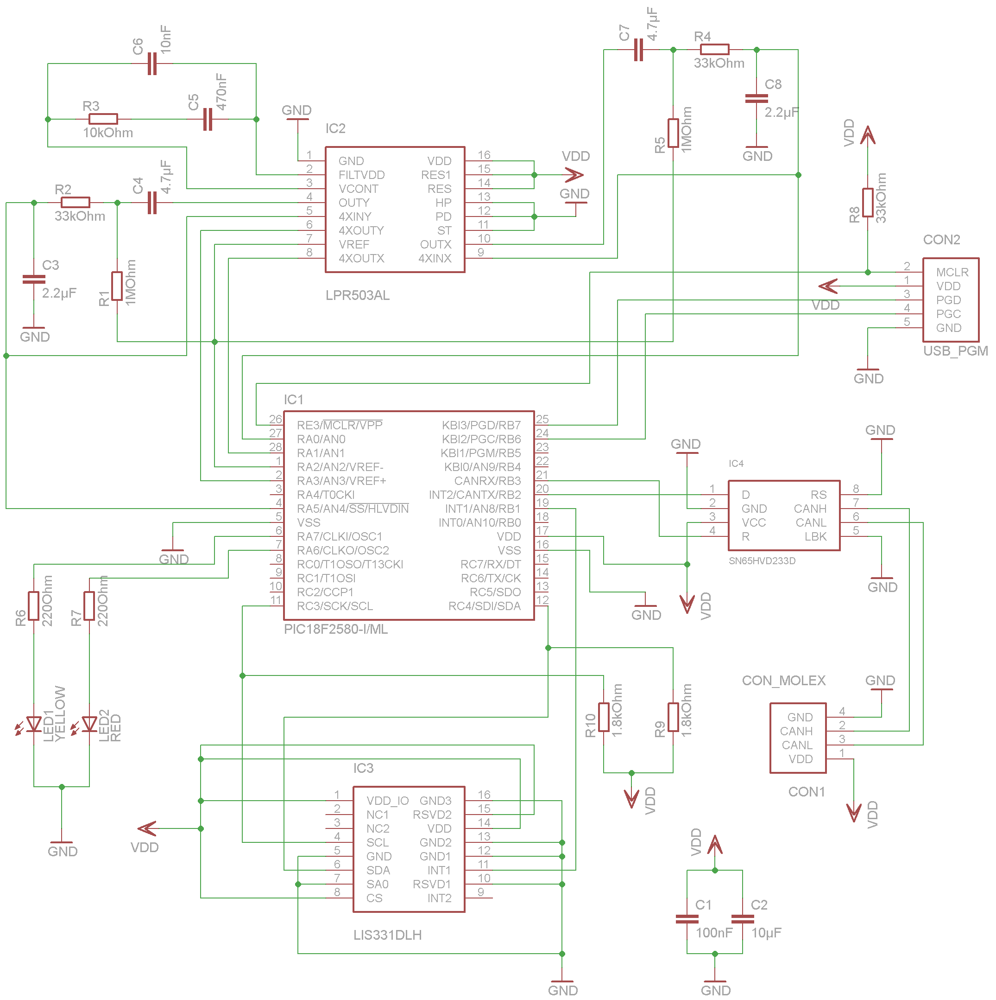 C6
10nF
R3
10kOhm
C5
470nF
GND
IC2
1 GND VDD 16
2 FILTVDD RES1 15
3 VCONT RES 14
4 OUTY HP 13
5 4XINY PD 12
6 4XOUTY ST 11
7 VREF OUTX 10
8 4XOUTX 4XINX 9
LPR503AL
VDD
GND
R2
33kOhm
C4
4.7µF
C3
2.2µF
GND
R1
1MOhm
C7
4.7µF
R4
33kOhm
C8
2.2µF
GND
R5
1MOhm
VDD
R8
33kOhm
CON2
2 MCLR
1 VDD
3 PGD
4 PGC
5 GND
USB_PGM
VDD
GND
IC1
26 RE3/MCLR/VPP KBI3/PGD/RB7 25
27 RA0/AN0 KBI2/PGC/RB6 24
28 RA1/AN1 KBI1/PGM/RB5 23
1 RA2/AN2/VREF- KBI0/AN9/RB4 22
2 RA3/AN3/VREF+ CANRX/RB3 21
3 RA4/T0CKI INT2/CANTX/RB2 20
4 RA5/AN4/SS/HLVDIN INT1/AN8/RB1 19
5 VSS INT0/AN10/RB0 18
6 RA7/CLKI/OSC1 VDD 17
7 RA6/CLKO/OSC2 VSS 16
8 RC0/T1OSO/T13CKI RC7/RX/DT 15
9 RC1/T1OSI RC6/TX/CK 14
10 RC2/CCP1 RC5/SDO 13
11 RC3/SCK/SCL RC4/SDI/SDA 12
PIC18F2580-I/ML
GND
GND
VDD
GND
GND
IC4
1 D RS 8
2 GND CANH 7
3 VCC CANL 6
4 R LBK 5
SN65HVD233D
GND
R6
220Ohm
R7
220Ohm
LED1
YELLOW
LED2
RED
GND
R10
1.8kOhm
R9
1.8kOhm
VDD
CON_MOLEX
GND
GND 4
CANH 2
CANL 3
VDD 1
CON1
VDD
IC3
1 VDD_IO GND3 16
2 NC1 RSVD2 15
3 NC2 VDD 14
4 SCL GND2 13
5 GND GND1 12
6 SDA INT1 11
7 SA0 RSVD1 10
8 CS INT2 9
LIS331DLH
VDD
GND
VDD
C1
100nF
C2
10µF
GND